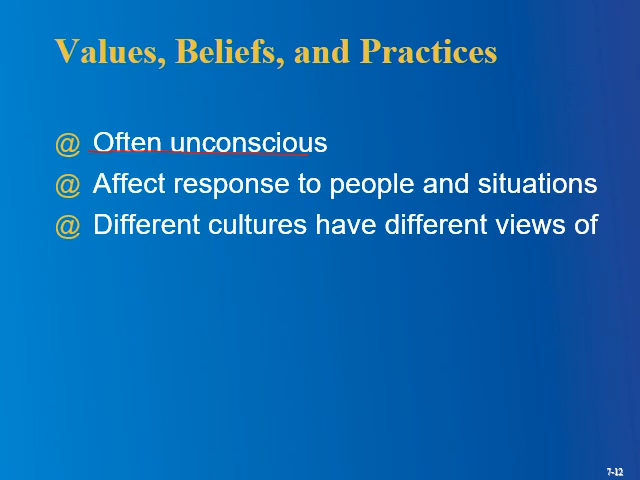 Values, Beliefs, and Practices
@ Often unconscious
@ Affect response to people and situations
@ Different cultures have different views of
7-12